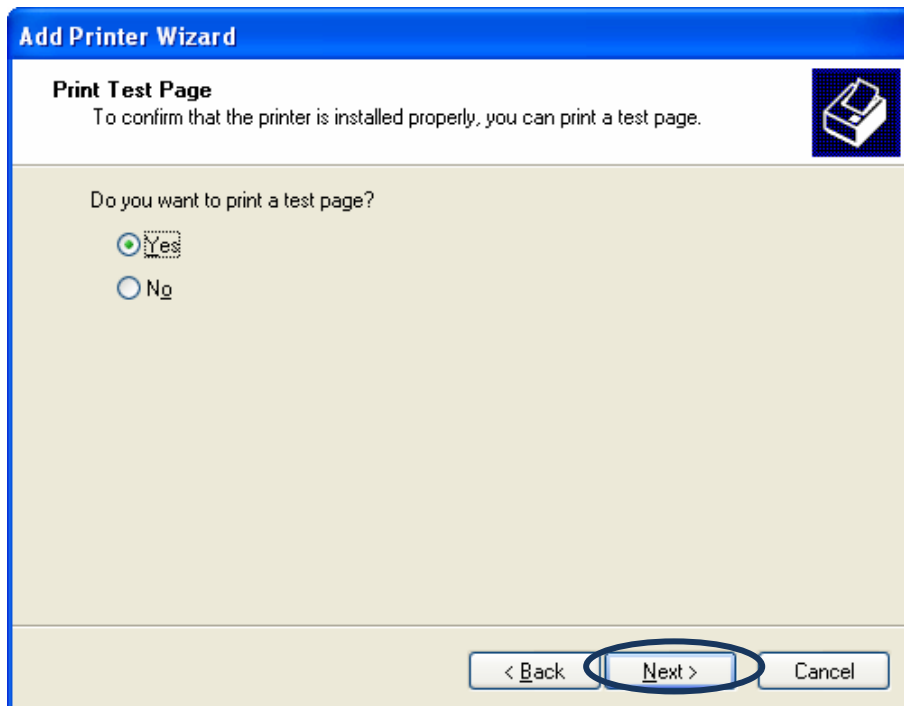 Add Printer Wizard
Print Test Page
To confirm that the printer is installed properly, you can print a test page.
Do you want to print a test page?
Yes
No
< Back Next > Cancel